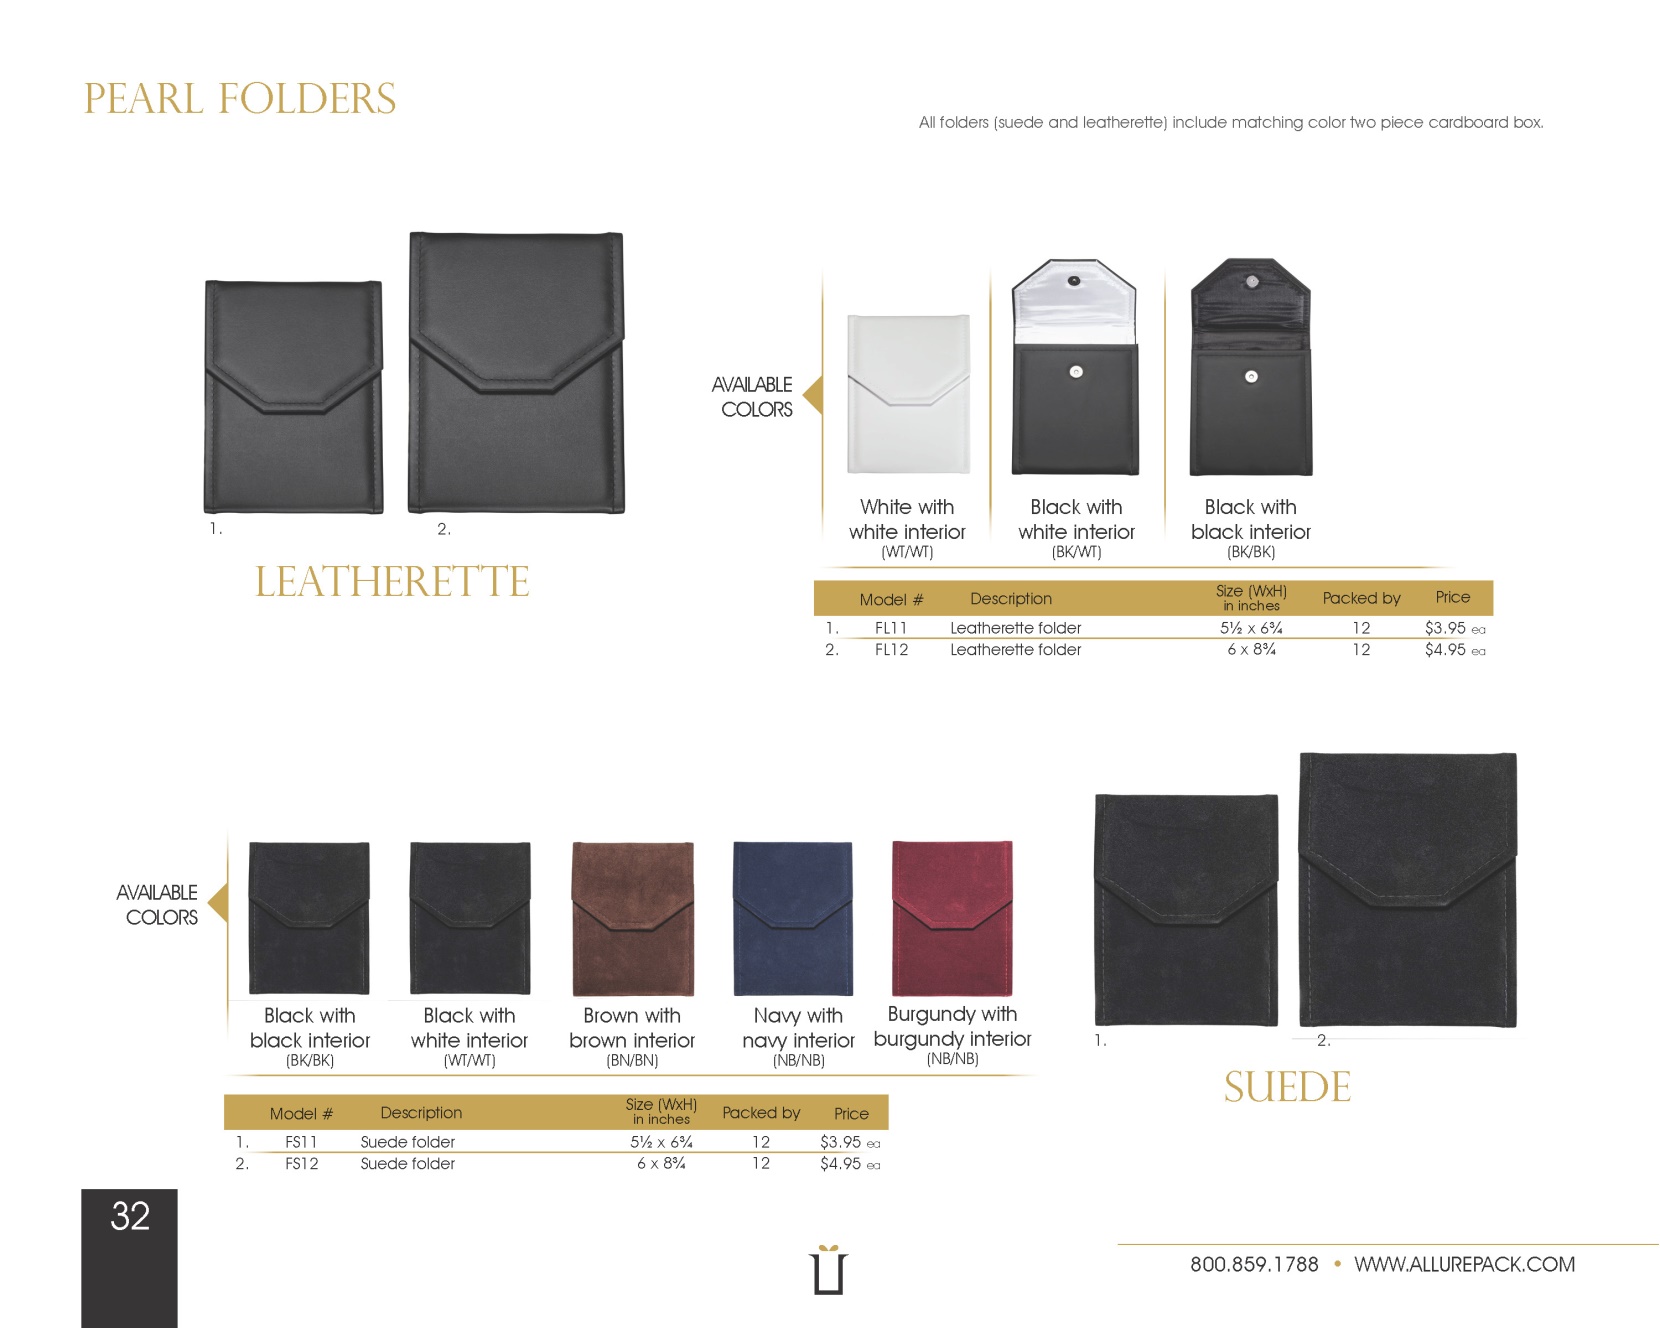 PEARL FOLDERS
All folders (suede and leatherette) include matching color two piece cardboard box.
1.
2.
LEATHERETTE
AVAILABLE
COLORS
White with
white interior
(WT/WT)
Black with
white interior
(BK/WT)
Black with
black interior
(BK/BK)
Model # Description Size (WxH) in inches Packed by Price
1. FL11 Leatherette folder 5½ x 6¾ 12 $3.95 ea
2. FL12 Leatherette folder 6 x 8¾ 12 $4.95 ea
AVAILABLE
COLORS
Black with
black interior
(BK/BK)
Black with
white interior
(WT/WT)
Brown with
brown interior
(BN/BN)
Navy with
navy interior
(NB/NB)
Burgundy with
burgundy interior
(NB/NB)
1.
2.
SUEDE
Model # Description Size (WxH) in inches Packed by Price
1. FS11 Suede folder 5½ x 6¾ 12 $3.95 ea
2. FS12 Suede folder 6 x 8¾ 12 $4.95 ea
32
800.859.1788 • WWW.ALLUREPACK.COM